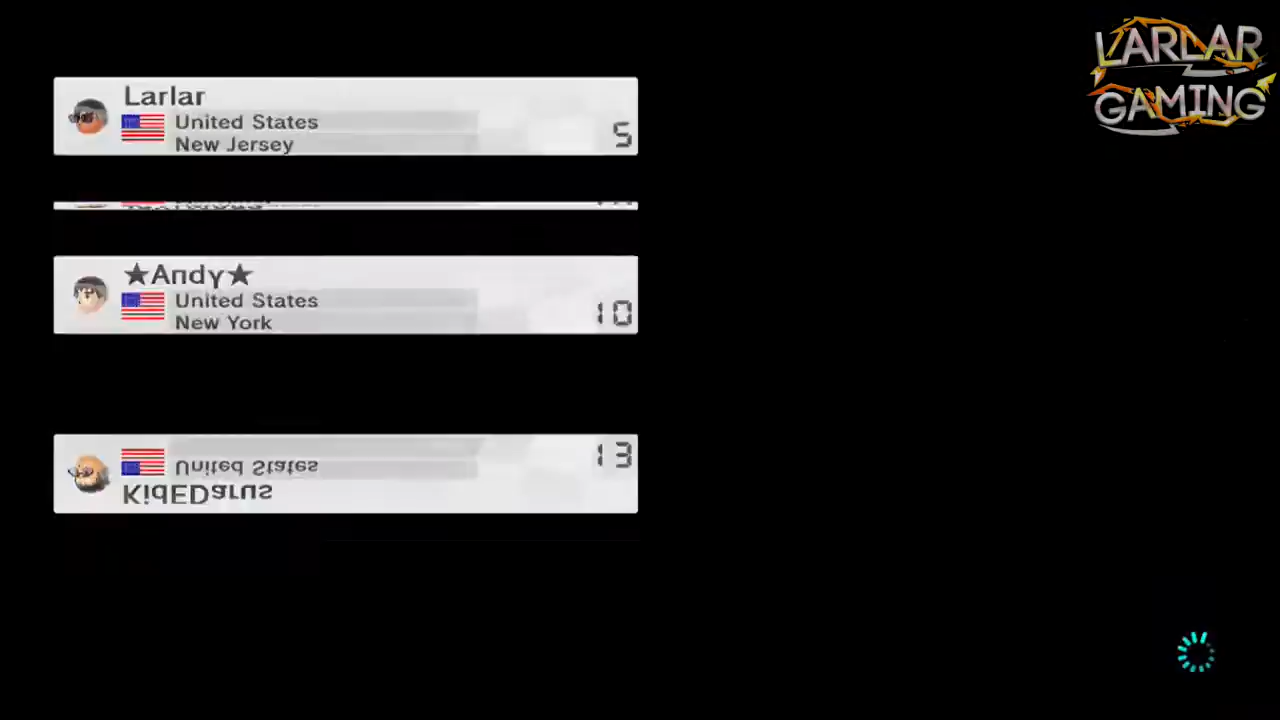 LARLAR
GAMING
Larlar
United States
New Jersey
5
★Andy★
United States
New York
10
13
United States
KidEDarus